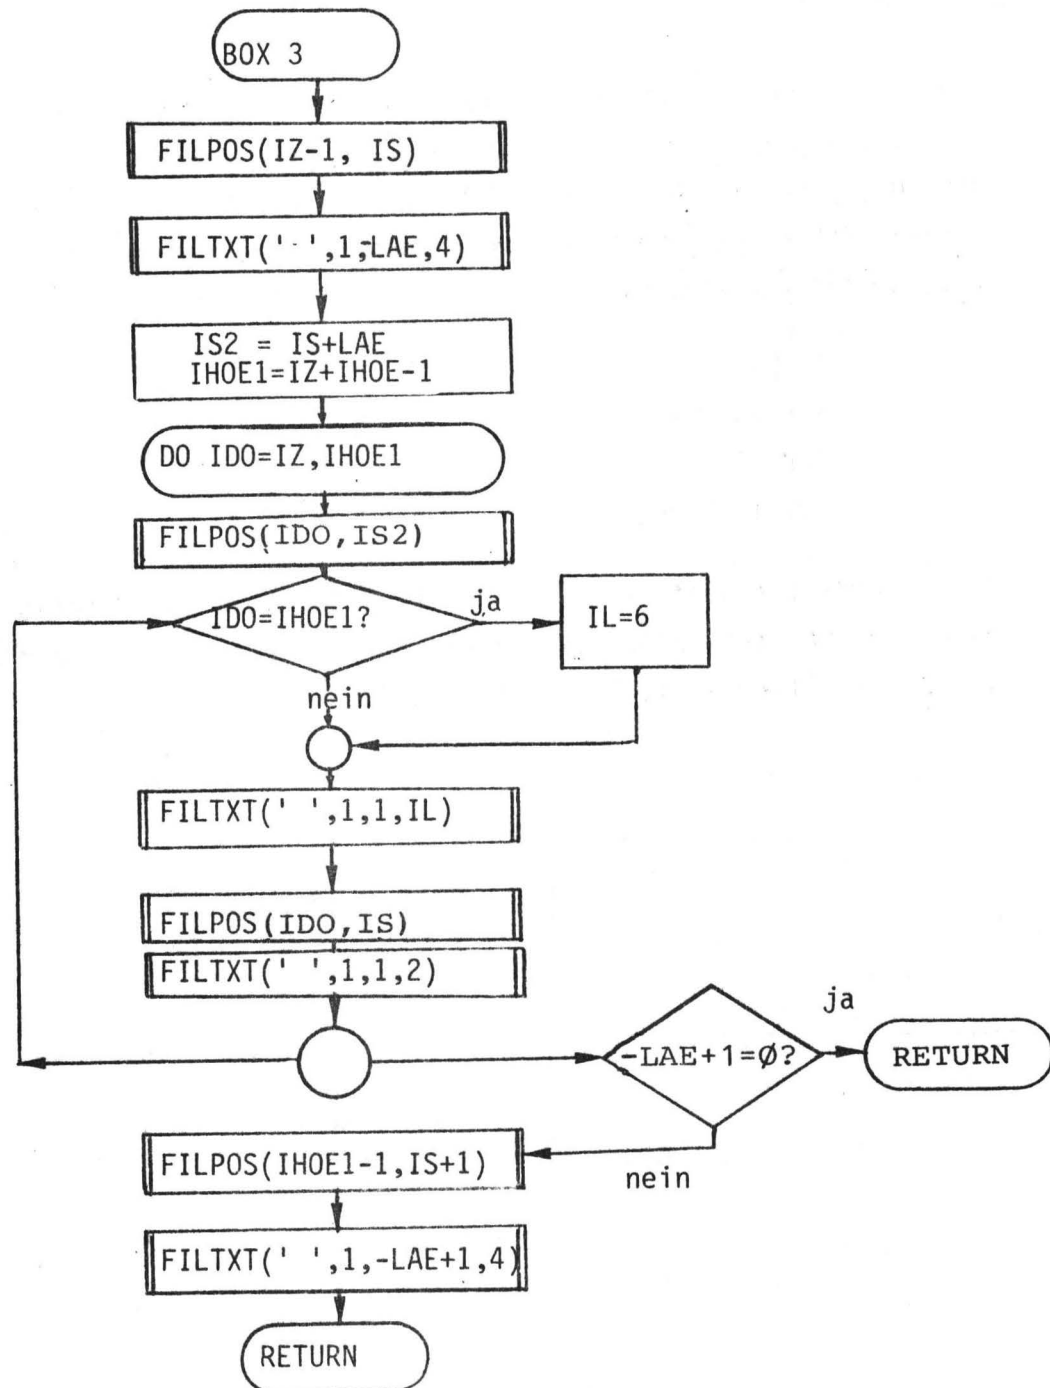 BOX 3
FILPOS(IZ-1, IS)
FILTXT(' ',1,-LAE,4)
IS2 = IS+LAE
IHOE1=IZ+IHOE-1
DO IDO=IZ,IHOE1
FILPOS(IDO,IS2)
IDO=IHOE1?
ja
IL=6
nein
FILTXT(' ',1,1,IL)
FILPOS(IDO,IS)
FILTXT(' ',1,1,2)
-LAE+1=Ø?
ja
RETURN
nein
FILPOS(IHOE1-1,IS+1)
FILTXT(' ',1,-LAE+1,4)
RETURN